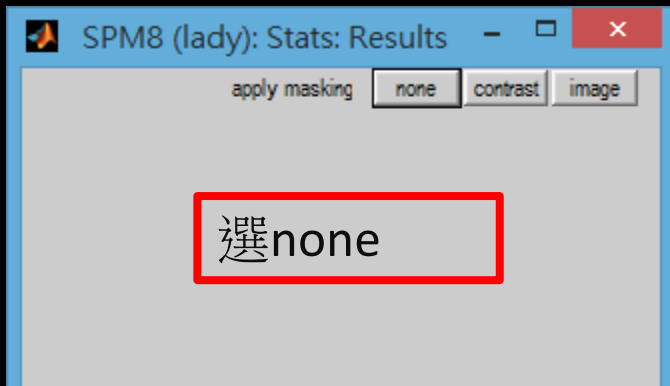 SPM8 (lady): Stats: Results
apply masking none contrast image
選none